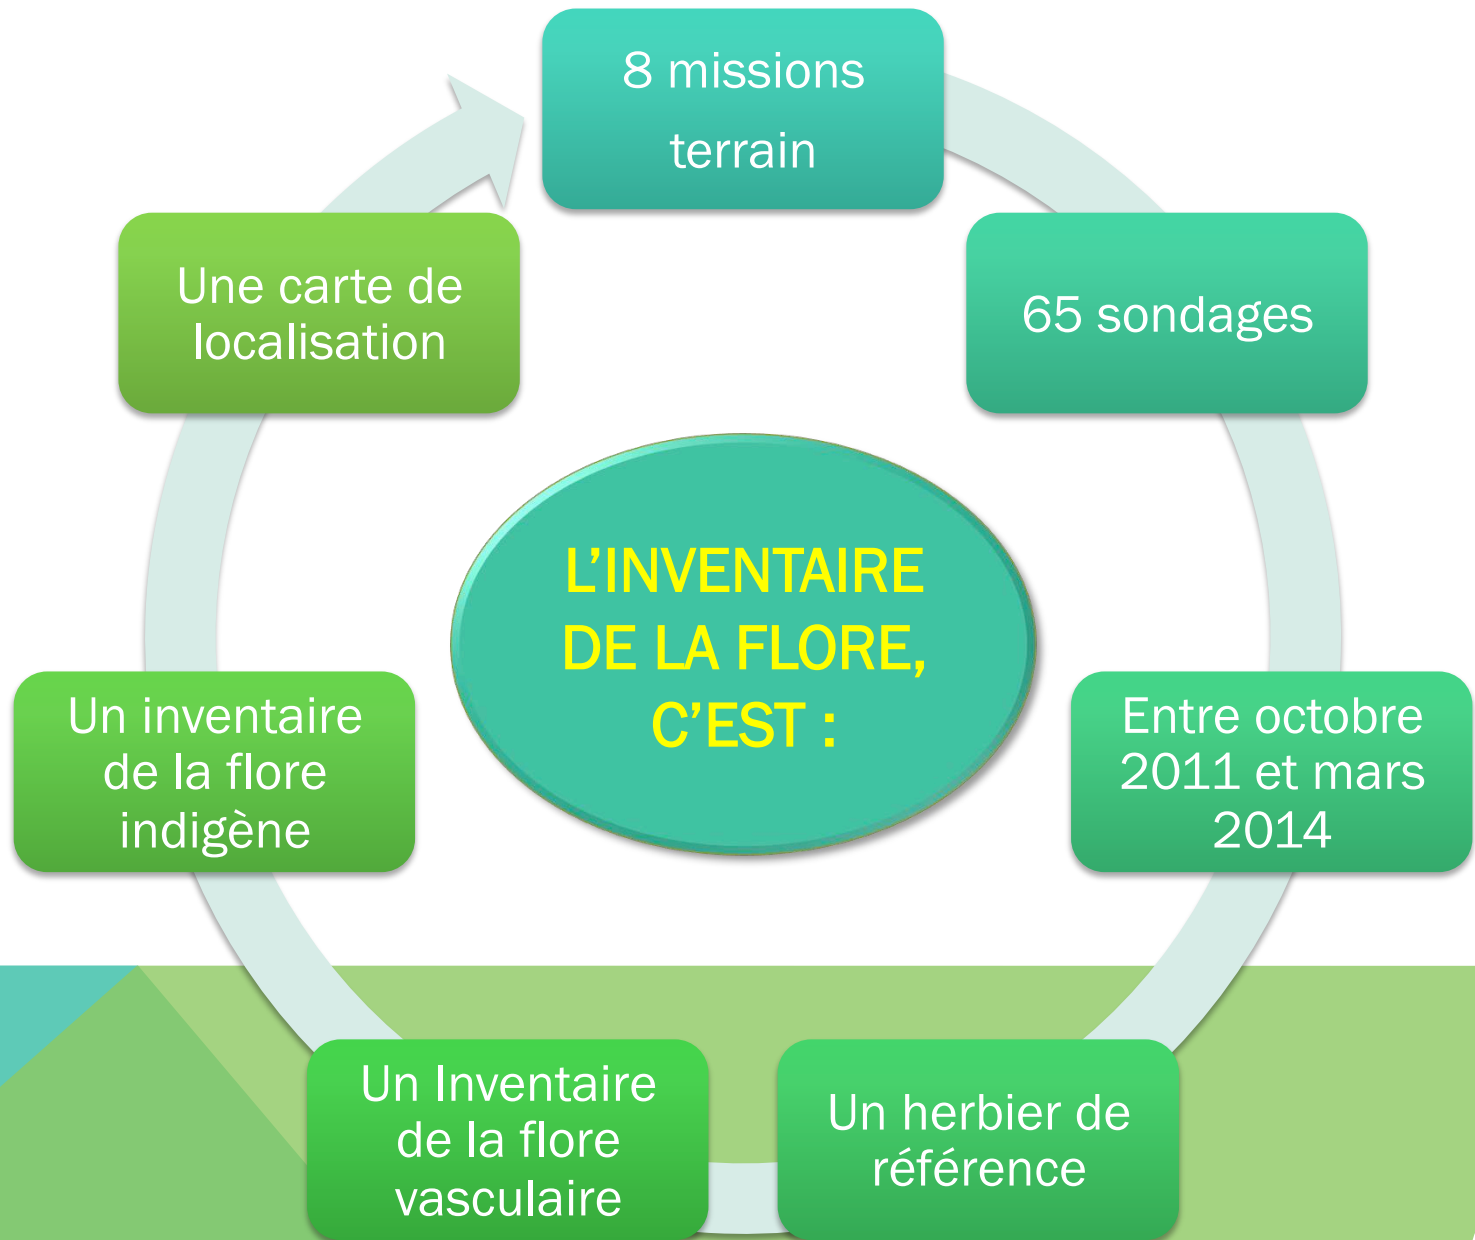 8 missions
terrain
65 sondages
Entre octobre
2011 et mars
2014
Un herbier de
référence
Un Inventaire
de la flore
vasculaire
Un inventaire
de la flore
indigène
Une carte de
localisation
L’INVENTAIRE
DE LA FLORE,
C’EST :